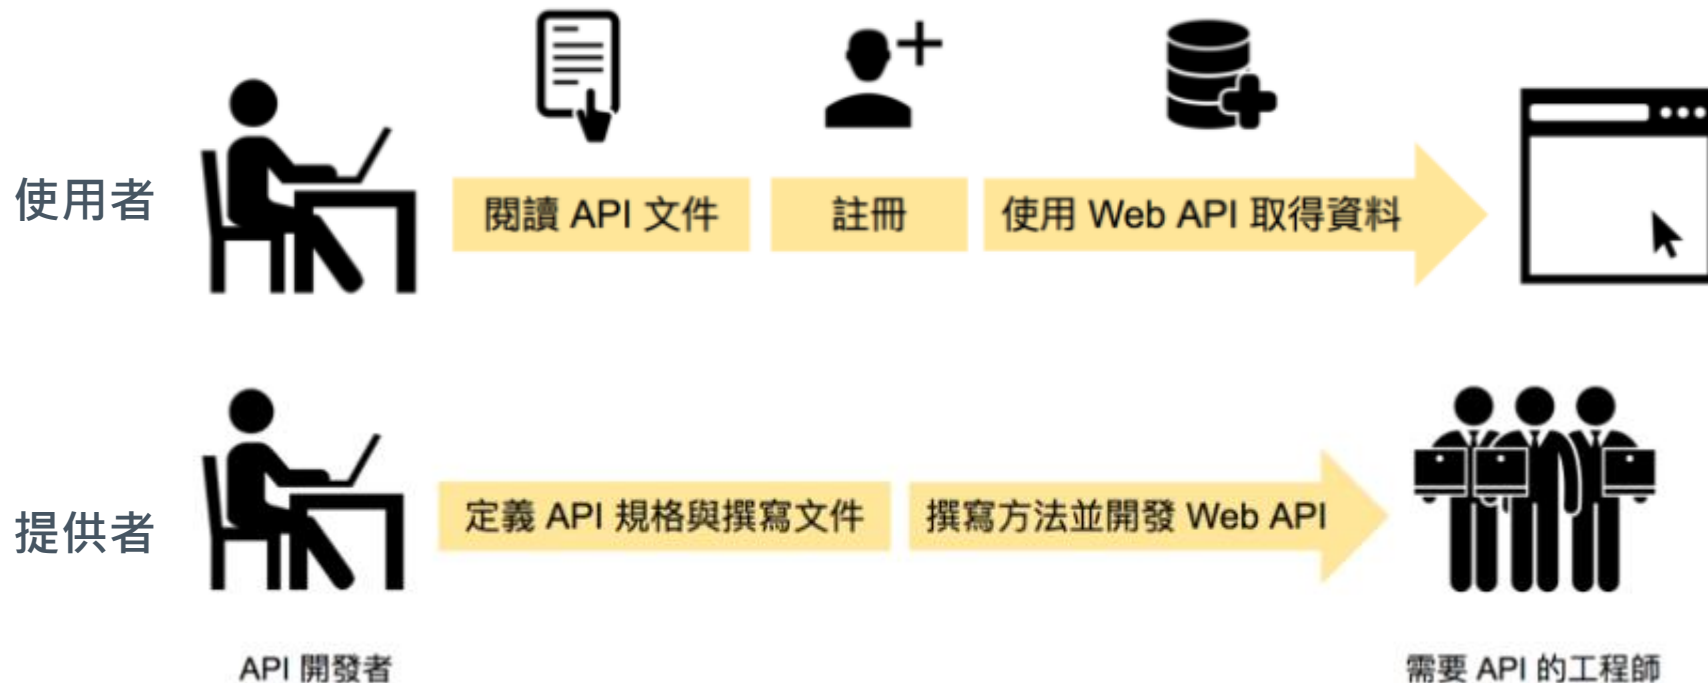 使用者
閱讀 API 文件
註冊
使用 Web API 取得資料
提供者
定義 API 規格與撰寫文件
撰寫方法並開發 Web API
API 開發者
需要 API 的工程師